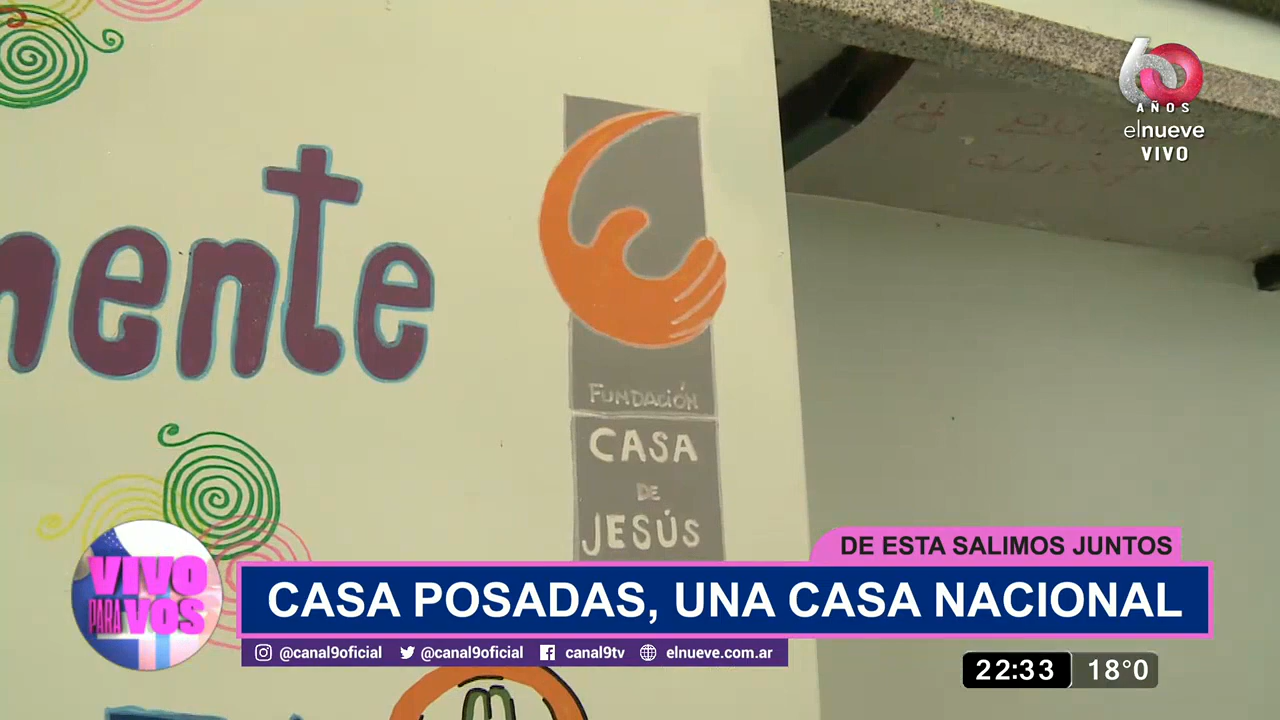 60
AÑOS
elnueve
VIVO
mente
FUNDACIÓN
CASA
DE
JESÚS
VIVO
PARA VOS
DE ESTA SALIMOS JUNTOS
CASA POSADAS, UNA CASA NACIONAL
@canal9oficial @canal9oficial canal9tv elnueve.com.ar
22:33 18°0